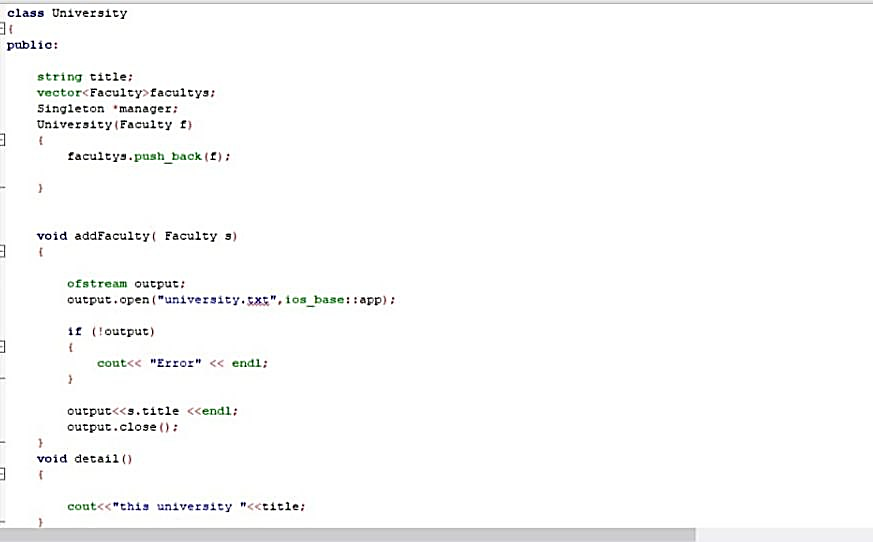 class University
{
public:
string title;
vector<Faculty>facultys;
Singleton *manager;
University(Faculty f)
{
facultys.push_back(f);
}
void addFaculty( Faculty s)
{
ofstream output;
output.open("university.txt",ios_base::app);
if (!output)
{
cout<< "Error" << endl;
}
output<<s.title <<endl;
output.close();
}
void detail()
{
cout<<"this university "<<title;
}